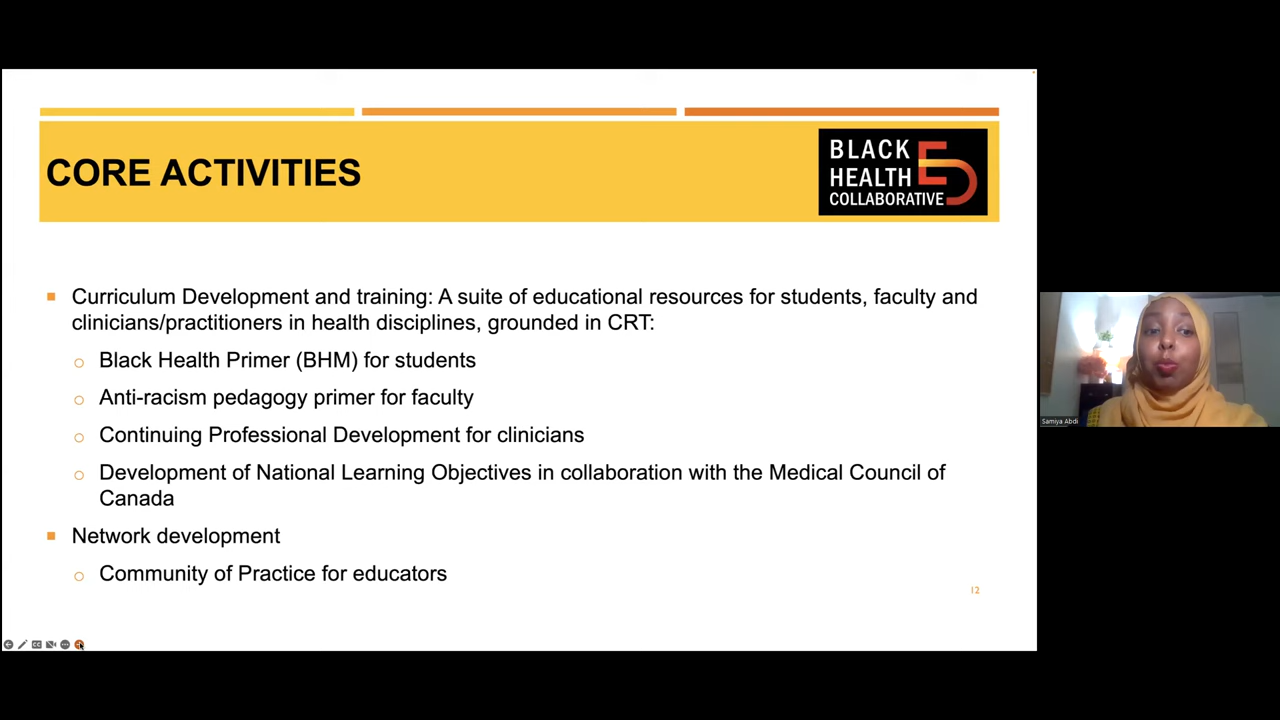 CORE ACTIVITIES
BLACK
HEALTH
COLLABORATIVE
Curriculum Development and training: A suite of educational resources for students, faculty and
clinicians/practitioners in health disciplines, grounded in CRT:
Black Health Primer (BHM) for students
Anti-racism pedagogy primer for faculty
Continuing Professional Development for clinicians
Development of National Learning Objectives in collaboration with the Medical Council of
Canada
Network development
Community of Practice for educators
12
Samiya Abdi